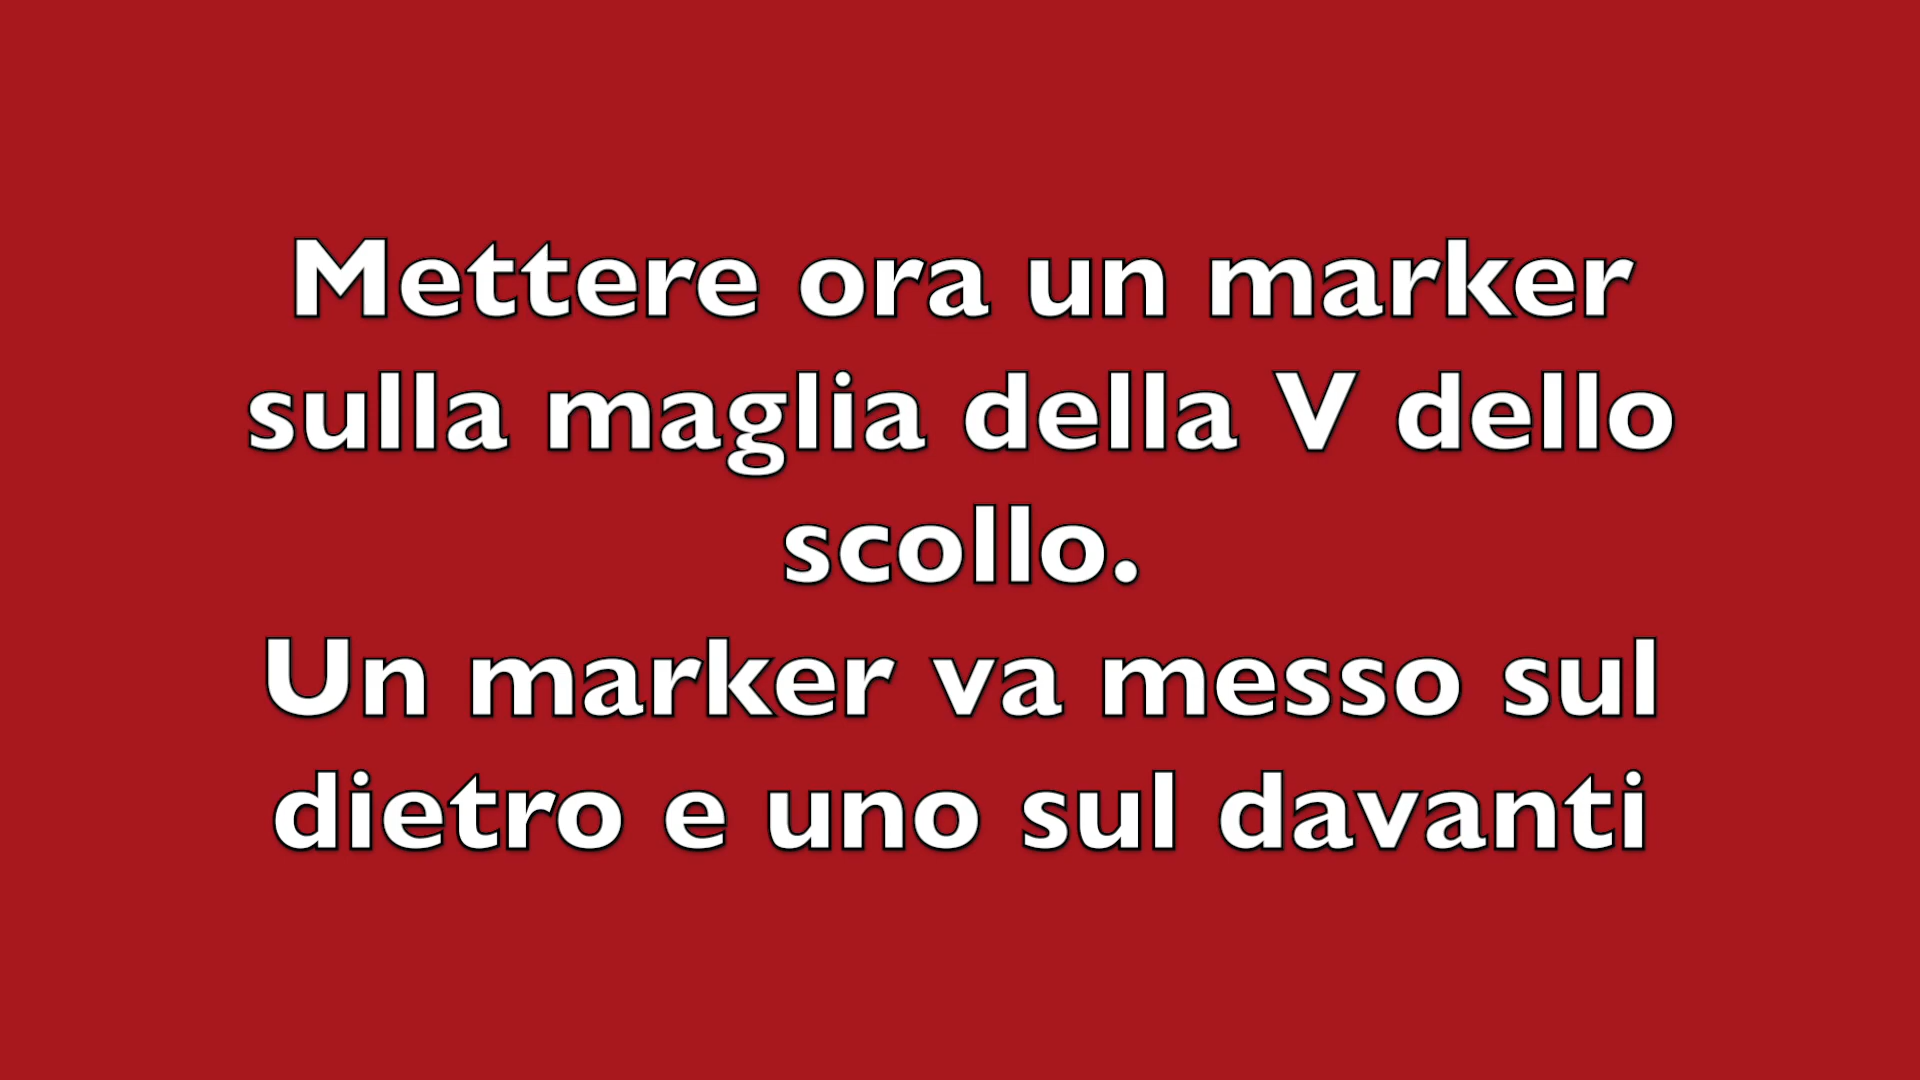 Mettere ora un marker
sulla maglia della V dello
scollo.
Un marker va messo sul
dietro e uno sul davanti